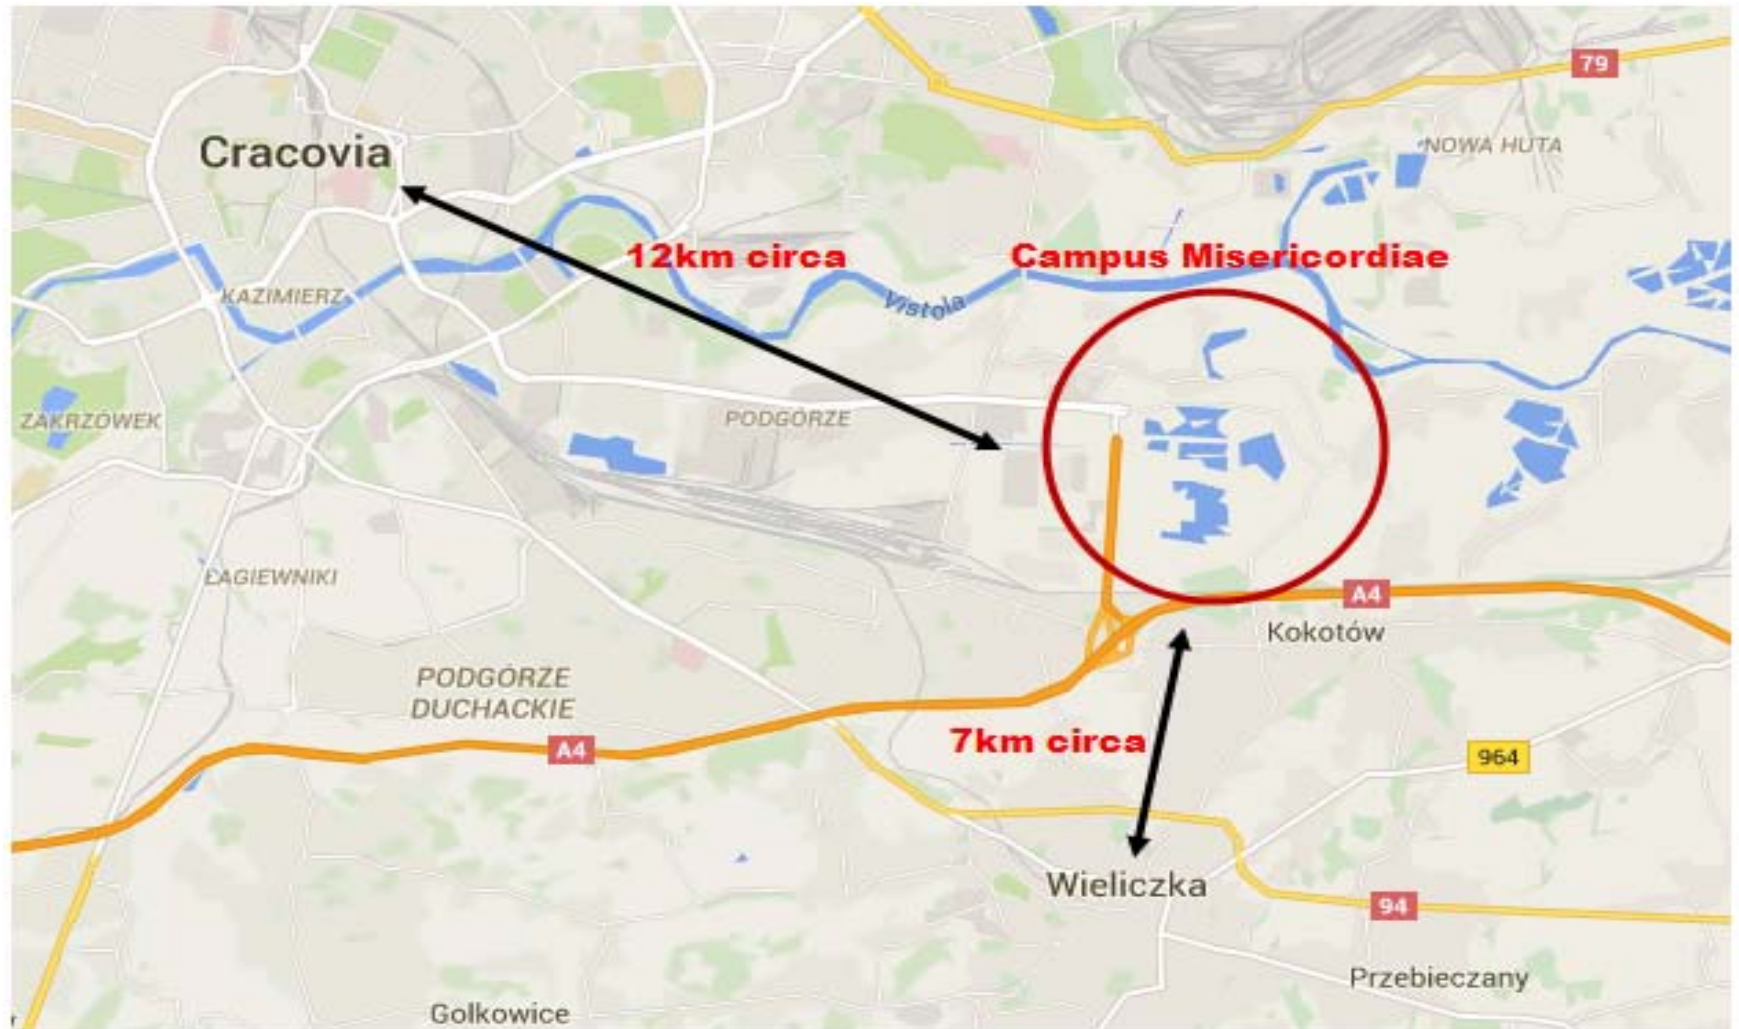 79
NOWA HUTA
Cracovia
12km circa
Campus Misericordiae
KAZIMIERZ
Vistola
ZAKRZÓWEK
PODGÓRZE
ŁAGIEWNIKI
A4
Kokotów
PODGÓRZE
DUCHACKIE
A4
7km circa
964
Wieliczka
94
Przebieczany
Golkowice